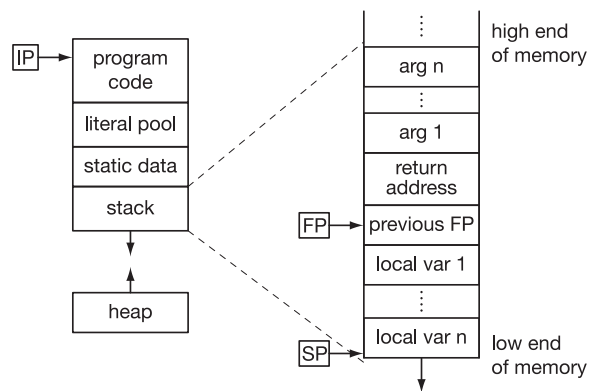 IP
program
code
literal pool
static data
stack
heap
⋮
arg n
⋮
arg 1
return
address
FP
previous FP
local var 1
⋮
SP
local var n
high end
of memory
low end
of memory